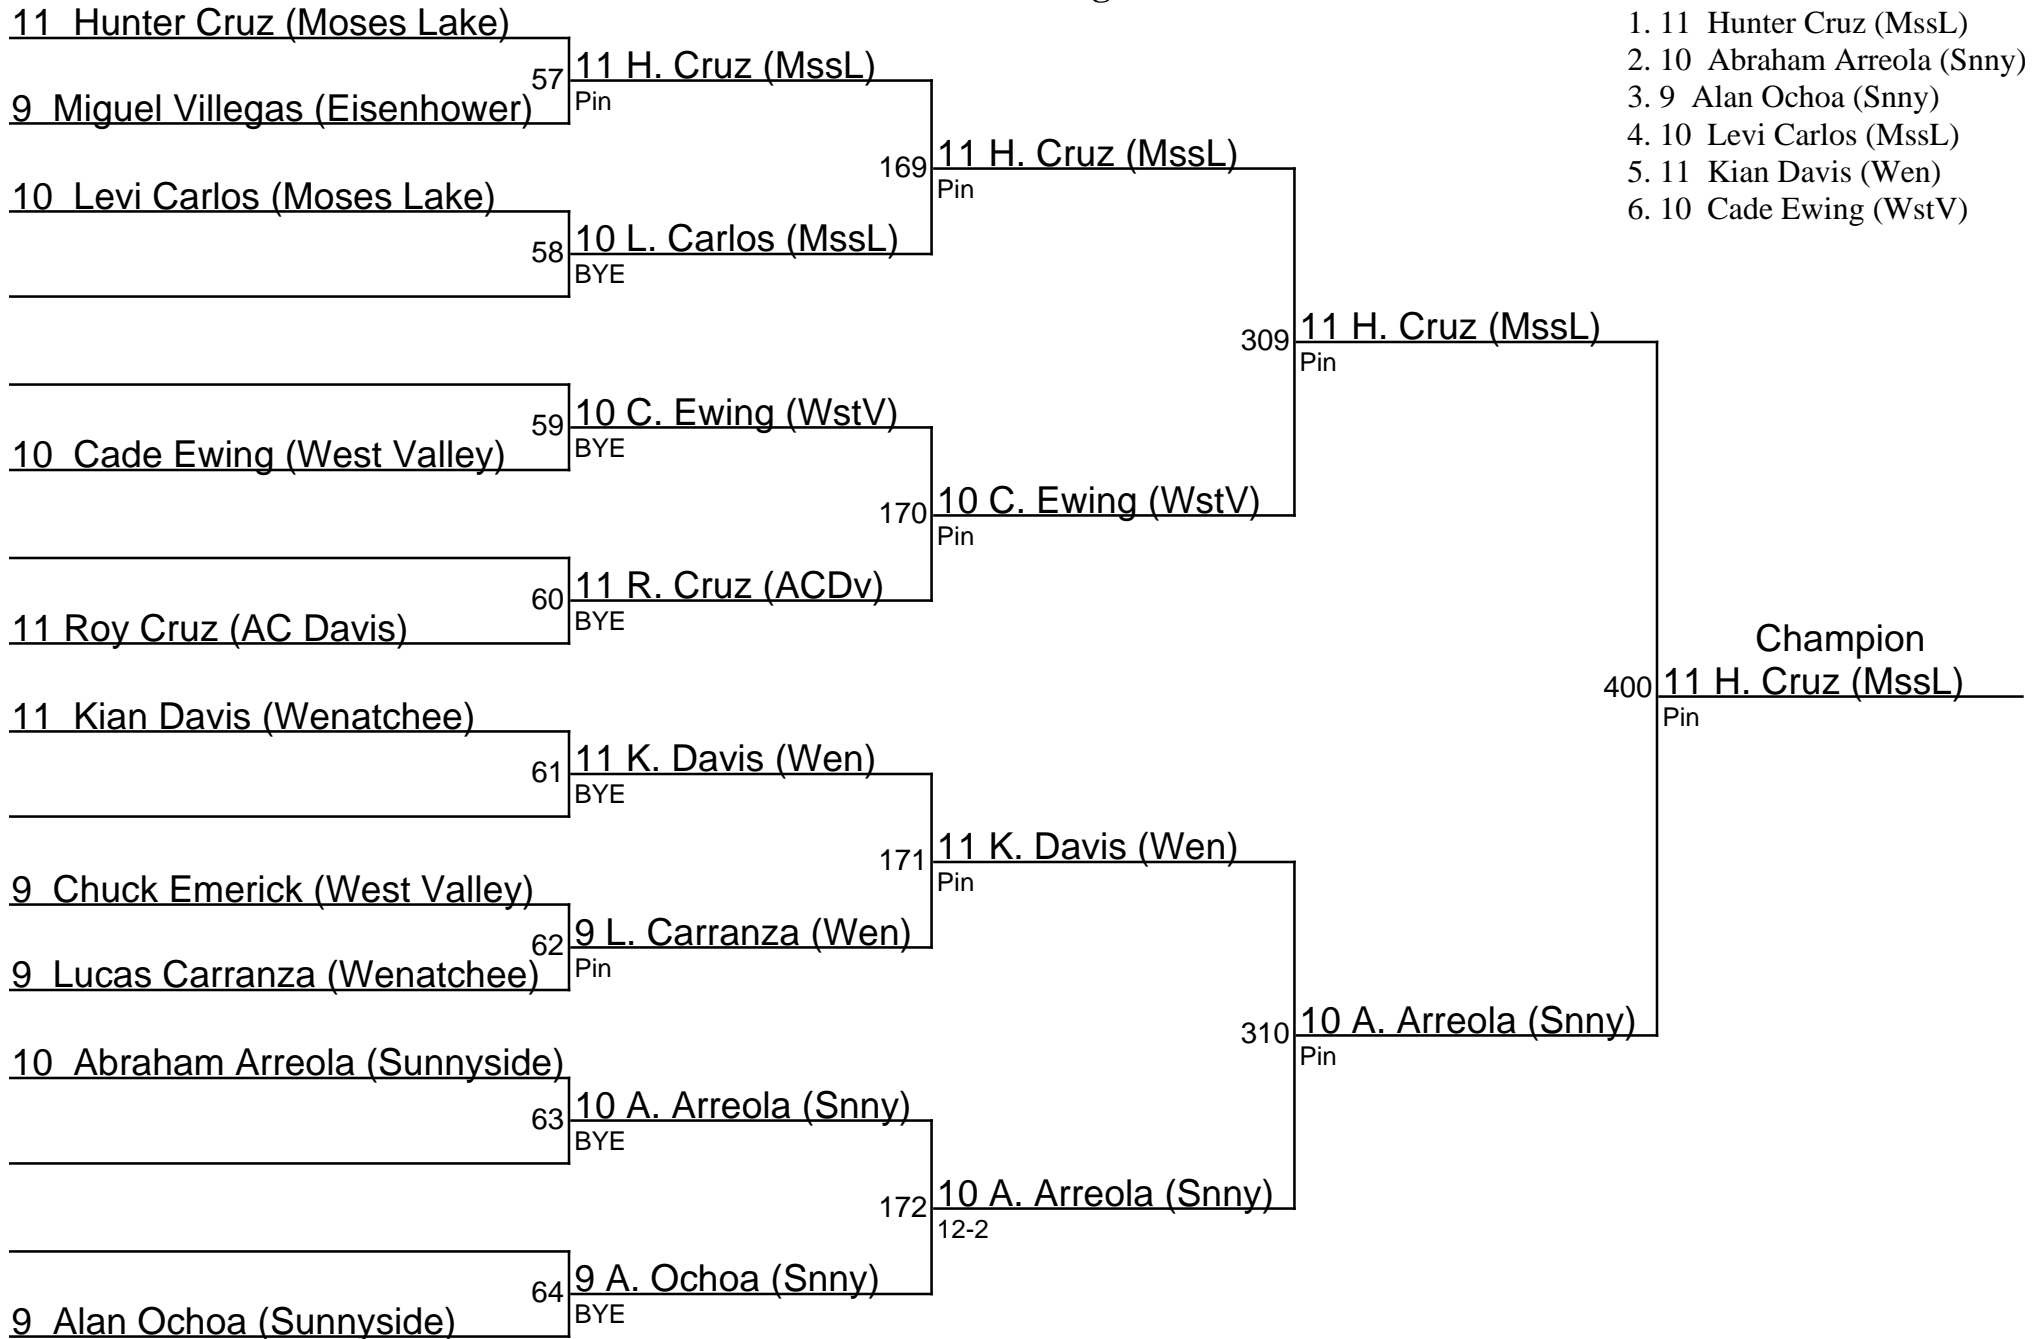 11  Hunter Cruz (Moses Lake)
57
9  Miguel Villegas (Eisenhower)
10  Levi Carlos (Moses Lake)
58
59
10  Cade Ewing (West Valley)
60
11 Roy Cruz (AC Davis)
11  Kian Davis (Wenatchee)
61
9  Chuck Emerick (West Valley)
62
9  Lucas Carranza (Wenatchee)
10  Abraham Arreola (Sunnyside)
63
64
9  Alan Ochoa (Sunnyside)
11 H. Cruz (MssL)
Pin
169
10 L. Carlos (MssL)
BYE
10 C. Ewing (WstV)
BYE
170
11 R. Cruz (ACDv)
BYE
11 K. Davis (Wen)
BYE
171
9 L. Carranza (Wen)
Pin
10 A. Arreola (Snny)
BYE
172
9 A. Ochoa (Snny)
BYE
11 H. Cruz (MssL)
Pin
309
10 C. Ewing (WstV)
Pin
11 K. Davis (Wen)
Pin
310
10 A. Arreola (Snny)
12-2
11 H. Cruz (MssL)
Pin
400
10 A. Arreola (Snny)
Pin
Champion
11 H. Cruz (MssL)
Pin
1. 11  Hunter Cruz (MssL)
2. 10  Abraham Arreola (Snny)
3. 9  Alan Ochoa (Snny)
4. 10  Levi Carlos (MssL)
5. 11  Kian Davis (Wen)
6. 10  Cade Ewing (WstV)